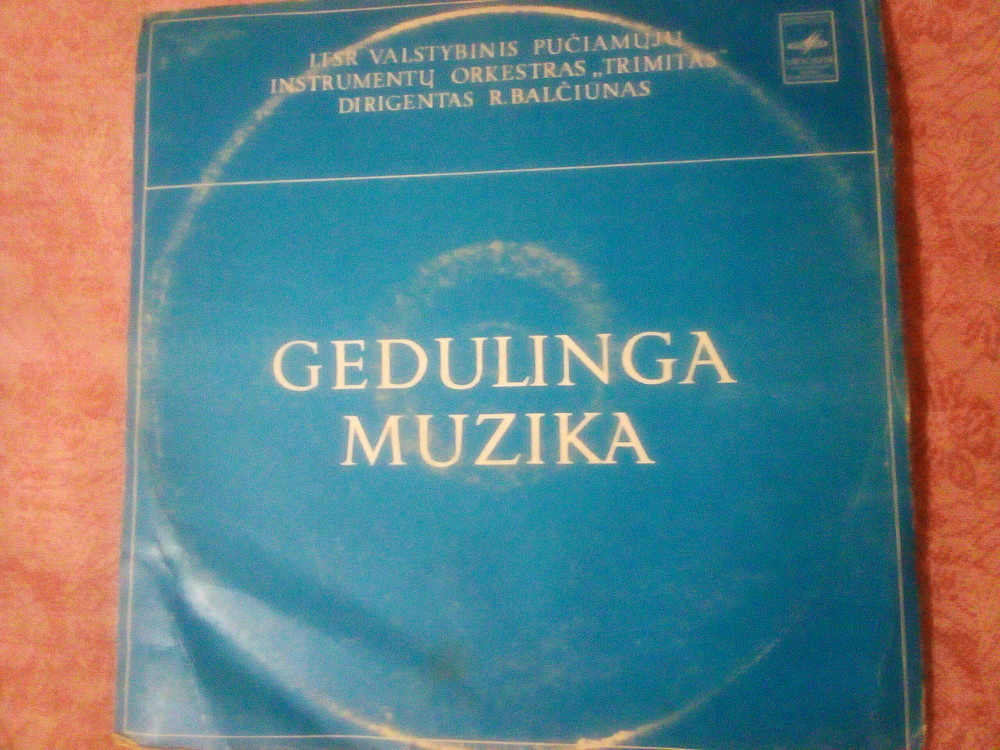 LTSR VALSTYBINIS PUČIAMŲJŲ
INSTRUMENTŲ ORKESTRAS „TRIMITAS“
DIRIGENTAS R. BALČIUNAS
GEDULINGA
MUZIKA